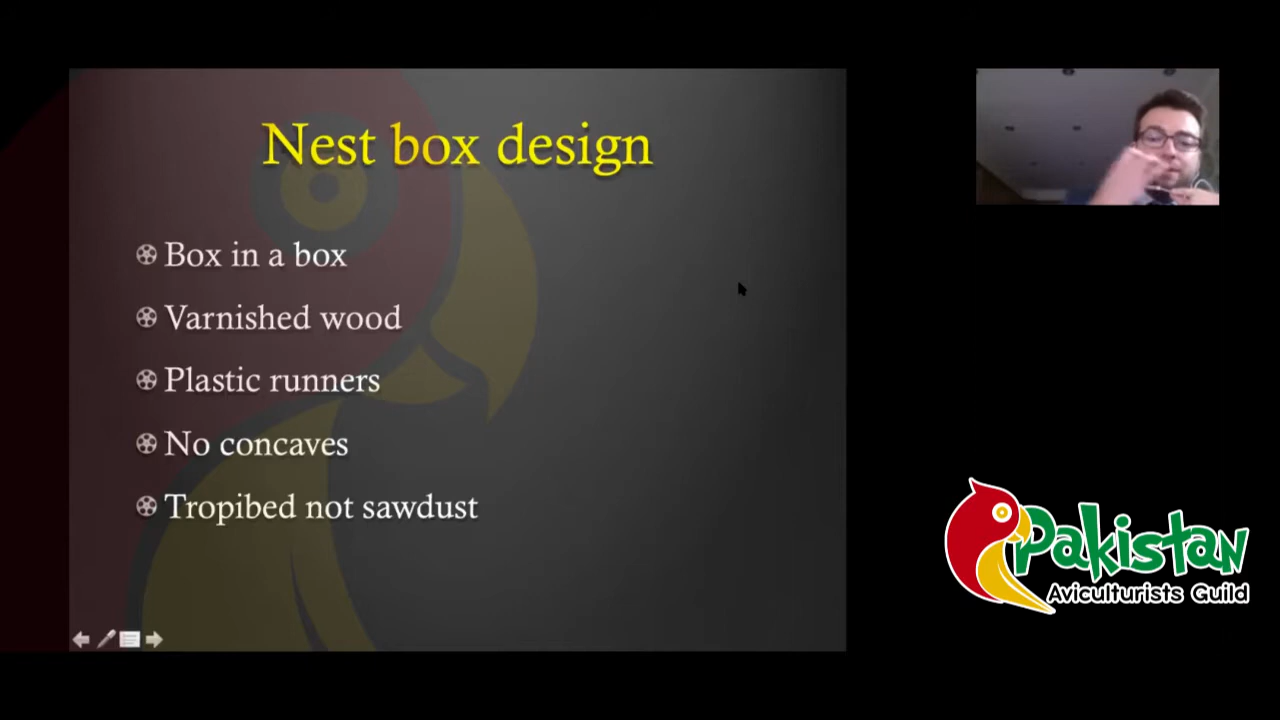 Nest box design
Box in a box
Varnished wood
Plastic runners
No concaves
Tropibed not sawdust
Pakistan
Aviculturists Guild